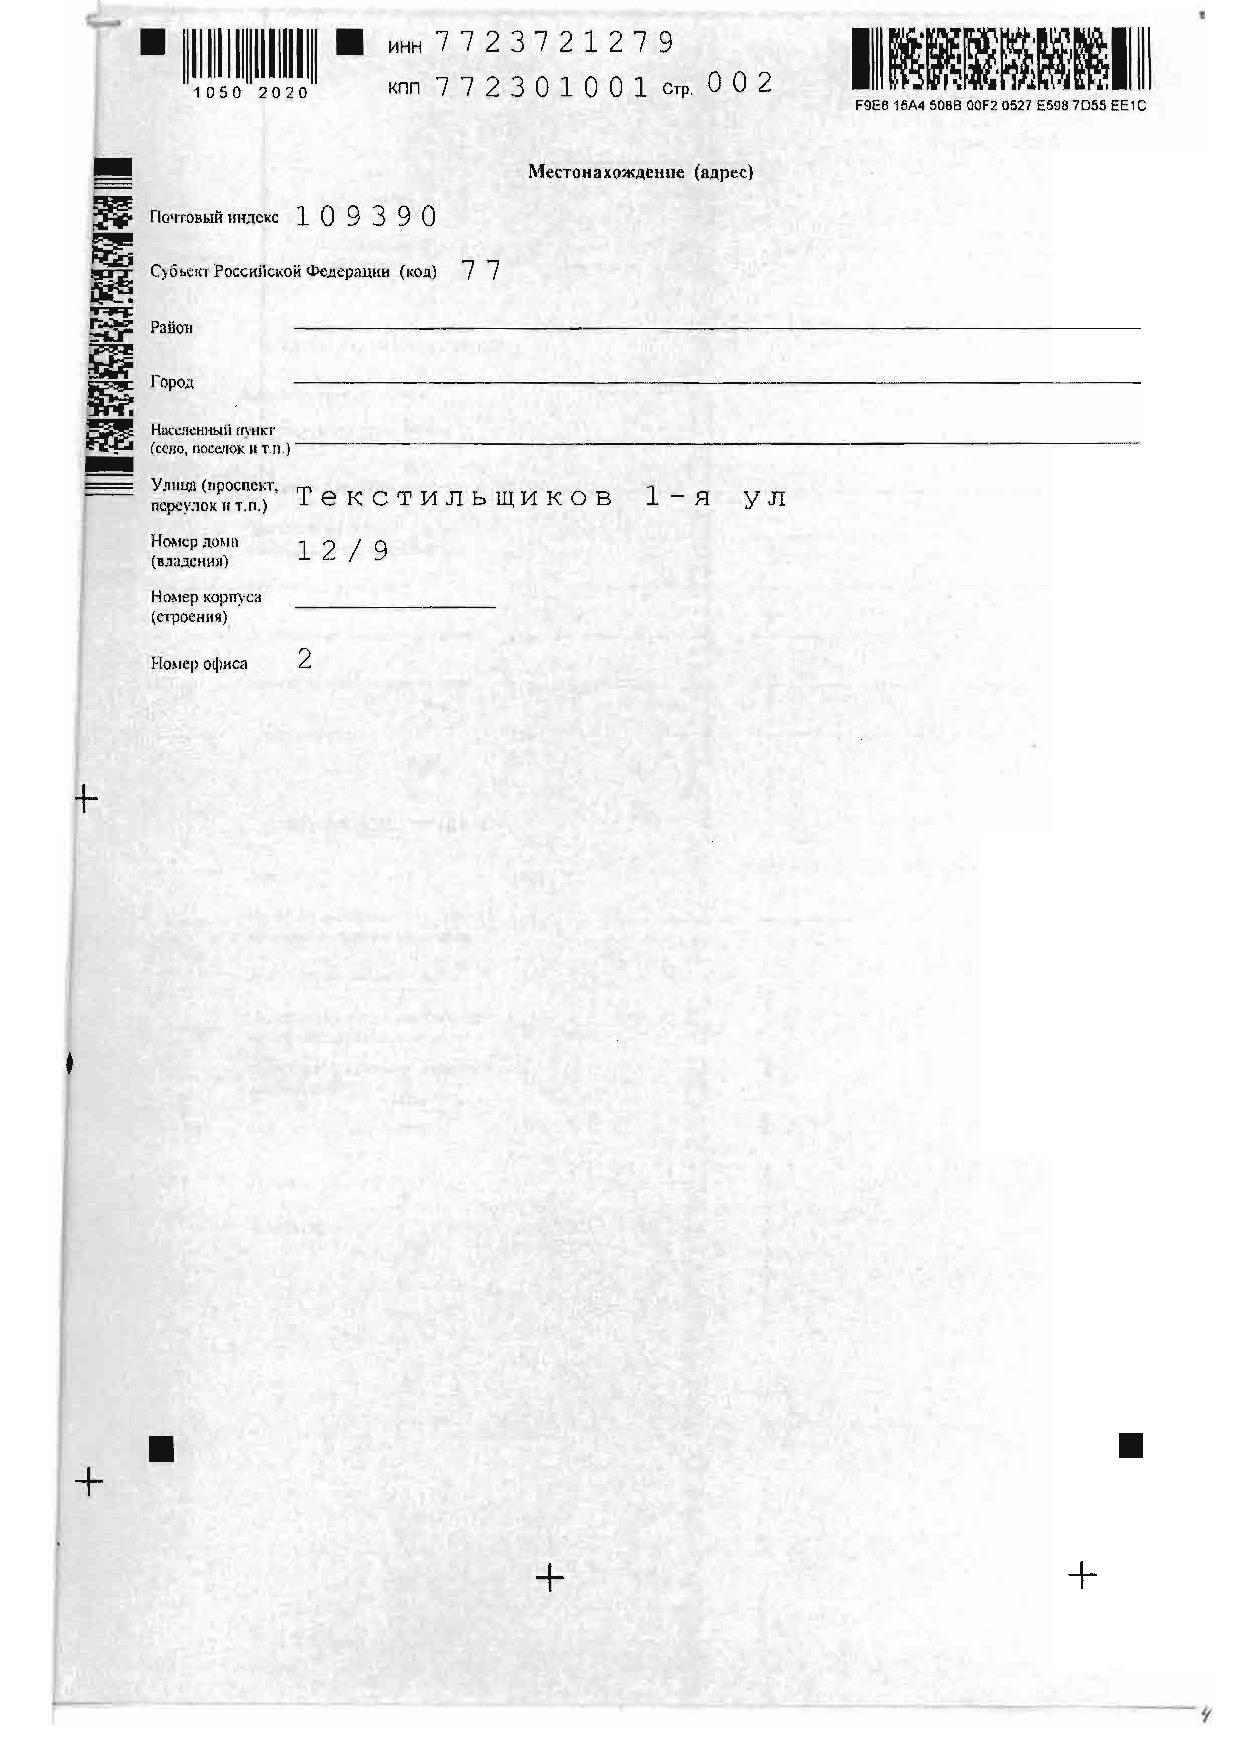 ИНН 7723721279
1050 2020
КПП 772301001 Стр. 002
F9E6 15A4 506B 00F2 0527 E598 7D55 EE1C
Местонахождение (адрес)
Почтовый индекс 109390
Субъект Российской Федерации (код) 77
Район
Город
Населенный пункт
(село, поселок и т.п.)
Улица (проспект,
переулок и т.п.) Текстильщиков 1-я ул
Номер дома
(владения) 12/9
Номер корпуса
(строения)
Номер офиса 2
4